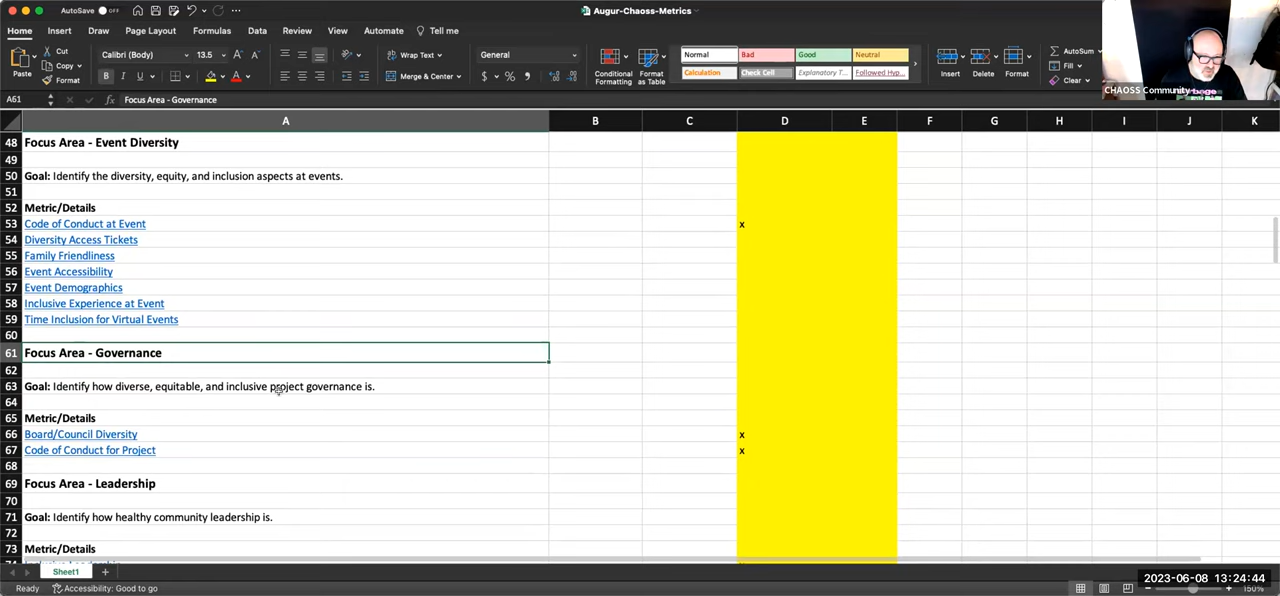 AutoSave OFF
Augur-Chaoss-Metrics
Home Insert Draw Page Layout Formulas Data Review View Automate Tell me
Paste
Cut
Copy
Format
Calibri (Body) 13.5 A A
B I U A
Wrap Text
Merge & Center
General
$ % ,
Conditional Formatting
Format as Table
Normal Bad Good Neutral
Calculation Check Cell Explanatory T... Followed Hyp...
Insert Delete Format
AutoSum
Fill
Clear
CHAOSS Community
A61 fx Focus Area - Governance
A B C D E F G H I J K
48 Focus Area - Event Diversity
49
50 Goal: Identify the diversity, equity, and inclusion aspects at events.
51
52 Metric/Details
53 Code of Conduct at Event x
54 Diversity Access Tickets
55 Family Friendliness
56 Event Accessibility
57 Event Demographics
58 Inclusive Experience at Event
59 Time Inclusion for Virtual Events
60
61 Focus Area - Governance
62
63 Goal: Identify how diverse, equitable, and inclusive project governance is.
64
65 Metric/Details
66 Board/Council Diversity x
67 Code of Conduct for Project x
68
69 Focus Area - Leadership
70
71 Goal: Identify how healthy community leadership is.
72
73 Metric/Details
Sheet1 +
Ready Accessibility: Good to go
2023-06-08 13:24:44
150%